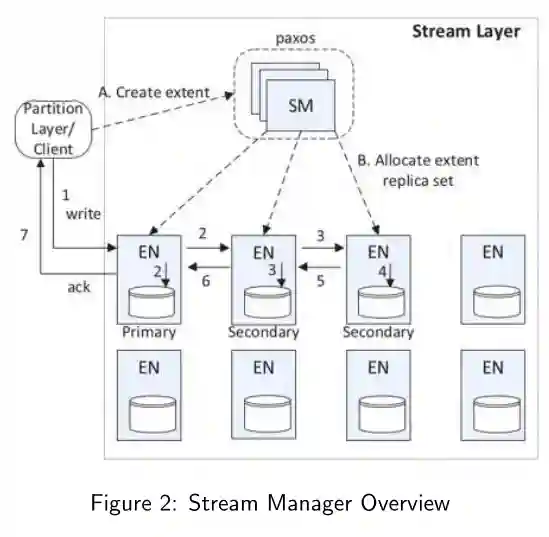 Stream Layer
paxos
SM
A. Create extent
Partition
Layer/
Client
B. Allocate extent
replica set
1
write
7
ack
EN
2
2
Primary
EN
3
3
6
Secondary
EN
4
5
Secondary
EN
EN
EN
EN
EN
Figure 2: Stream Manager Overview